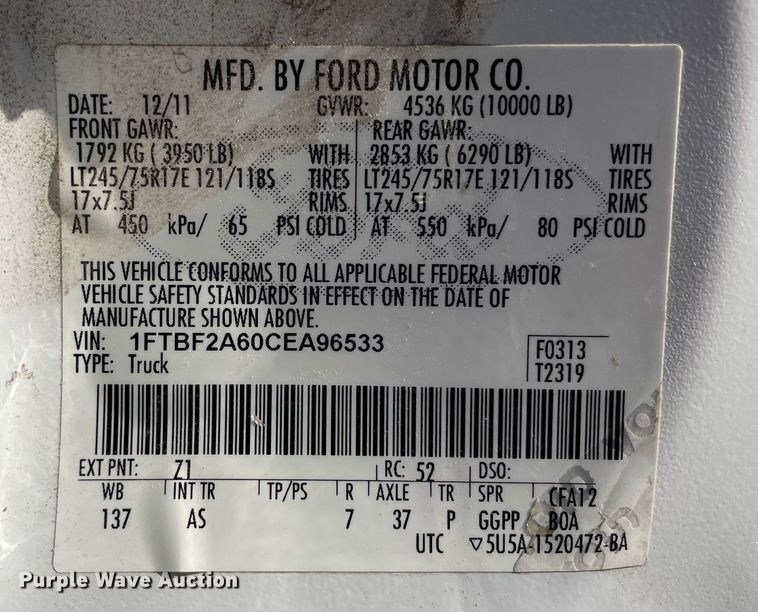 MFD. BY FORD MOTOR CO.
DATE: 12/11 GVWR: 4536 KG (10000 LB)
FRONT GAWR: REAR GAWR:
1792 KG ( 3950 LB) WITH 2853 KG ( 6290 LB) WITH
LT245/75R17E 121/118S TIRES LT245/75R17E 121/118S TIRES
17x7.5J RIMS 17x7.5J RIMS
AT 450 kPa/ 65 PSI COLD AT 550 kPa/ 80 PSI COLD
THIS VEHICLE CONFORMS TO ALL APPLICABLE FEDERAL MOTOR
VEHICLE SAFETY STANDARDS IN EFFECT ON THE DATE OF
MANUFACTURE SHOWN ABOVE.
VIN: 1FTBF2A60CEA96533
TYPE: Truck
F0313
T2319
EXT PNT: Z1 RC: 52 DSO:
WB INT TR TP/PS R AXLE TR SPR CFA12
137 AS 7 37 P GGPP BOA
UTC ▽5U5A-1520472-BA
Purple Wave Auction